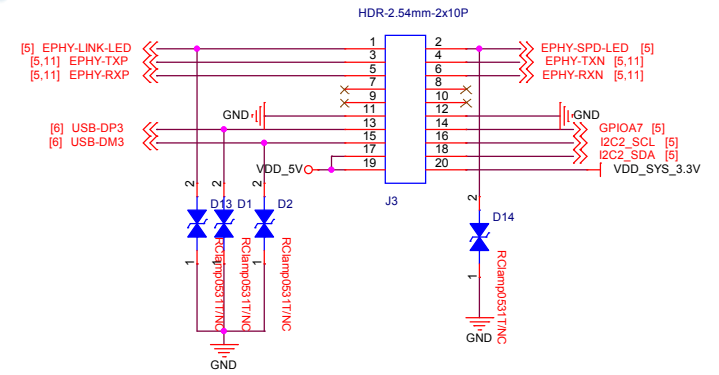 HDR-2.54mm-2x10P
[5] EPHY-LINK-LED 1 2 EPHY-SPD-LED [5]
[5,11] EPHY-TXP 3 4 EPHY-TXN [5,11]
[5,11] EPHY-RXP 5 6 EPHY-RXN [5,11]
7 8
9 10
GND 11 12 GND
[6] USB-DP3 13 14 GPIOA7 [5]
[6] USB-DM3 15 16 I2C2_SCL [5]
17 18 I2C2_SDA [5]
VDD_5V 19 20 VDD_SYS_3.3V
J3
2 2 2 2
D13 D1 D2 D14
RClamp0531T/NC
RClamp0531T/NC
RClamp0531T/NC
RClamp0531T/NC
1 1 1 1
GND
GND